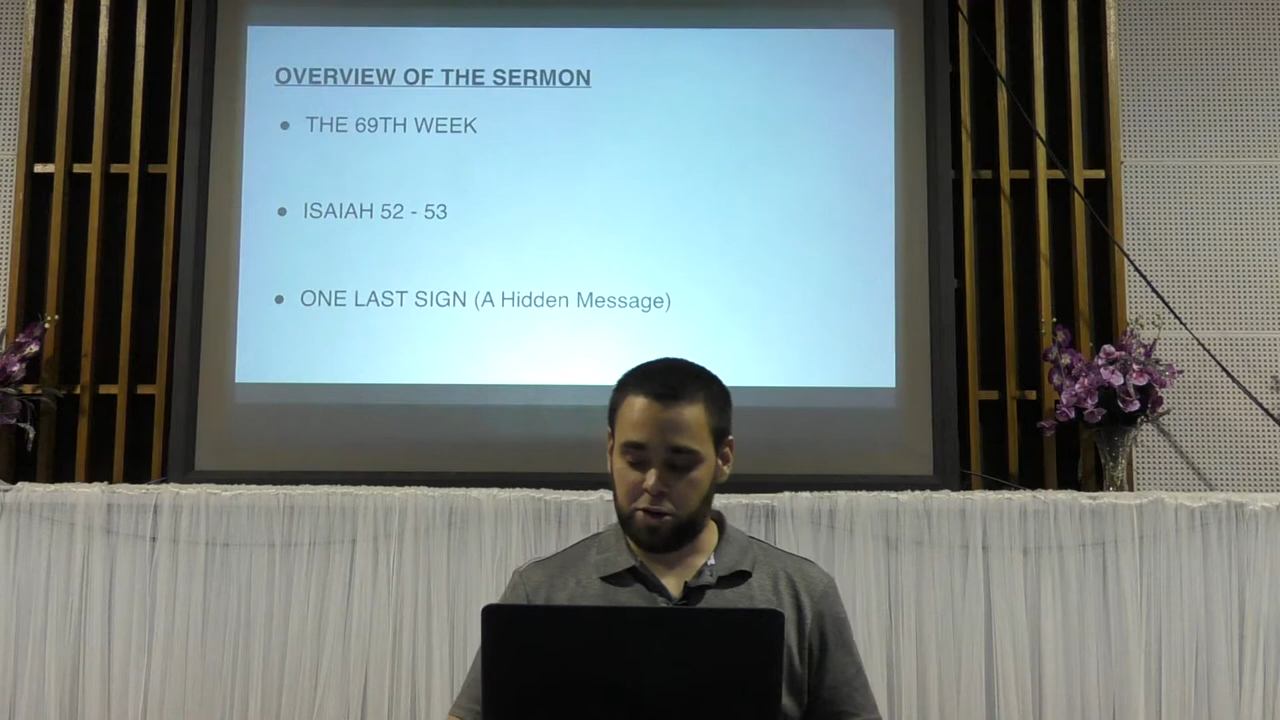 OVERVIEW OF THE SERMON
● THE 69TH WEEK
● ISAIAH 52 - 53
● ONE LAST SIGN (A Hidden Message)